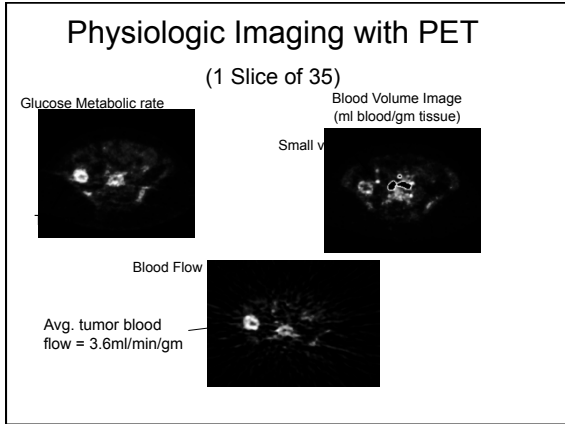 Physiologic Imaging with PET
(1 Slice of 35)
Glucose Metabolic rate
Blood Volume Image
(ml blood/gm tissue)
Small
Blood Flow
Avg. tumor blood
flow = 3.6ml/min/gm